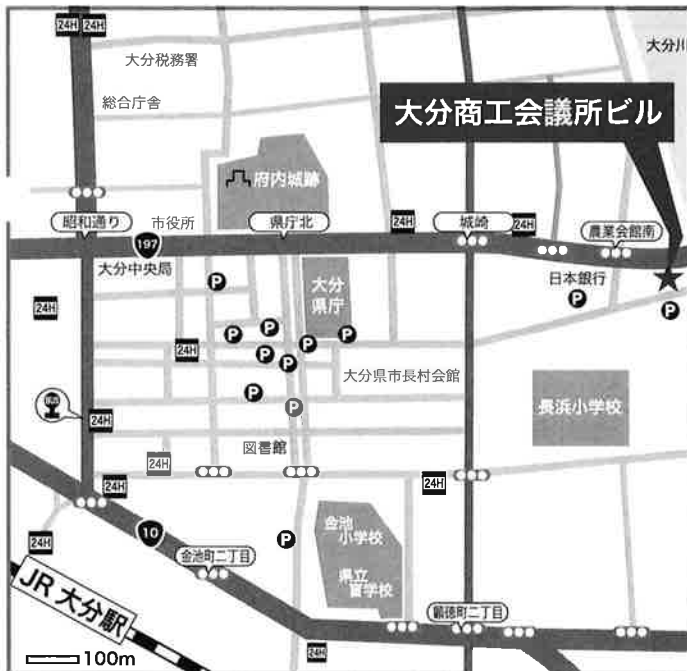 24H 24H
大分川
大分税務署
総合庁舎
大分商工会議所ビル
府内城跡
昭和通り
市役所
県庁北
24H
城崎
24H
農業会館南
197
大分中央局
大分
県庁
日本銀行
P
P
P
24H
P
P
P
P
24H
P
P
大分県市長村会館
P
P
長浜小学校
24H
図書館
24H
24H
24H
10
金池
小学校
P
24H
金池町二丁目
県立
盲学校
顕徳町二丁目
JR 大分駅
24H
100m